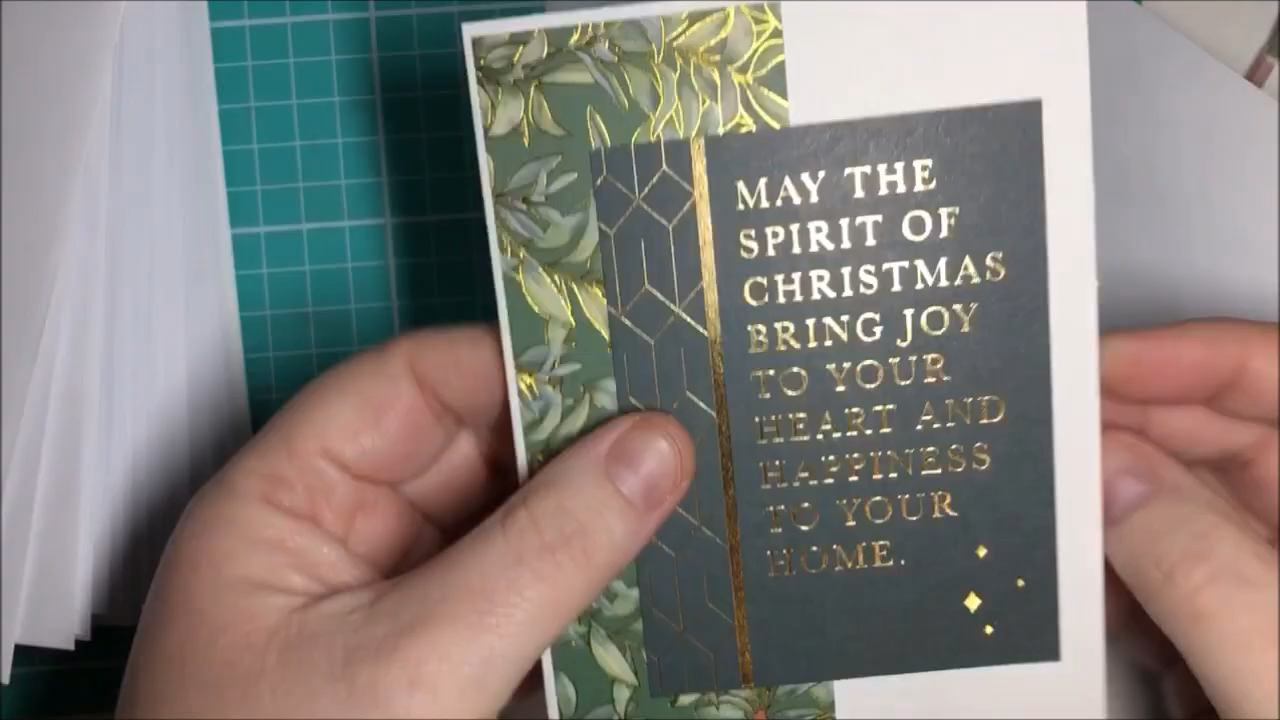 MAY THE
SPIRIT OF
CHRISTMAS
BRING JOY
TO YOUR
HEART AND
HAPPINESS
TO YOUR
HOME.